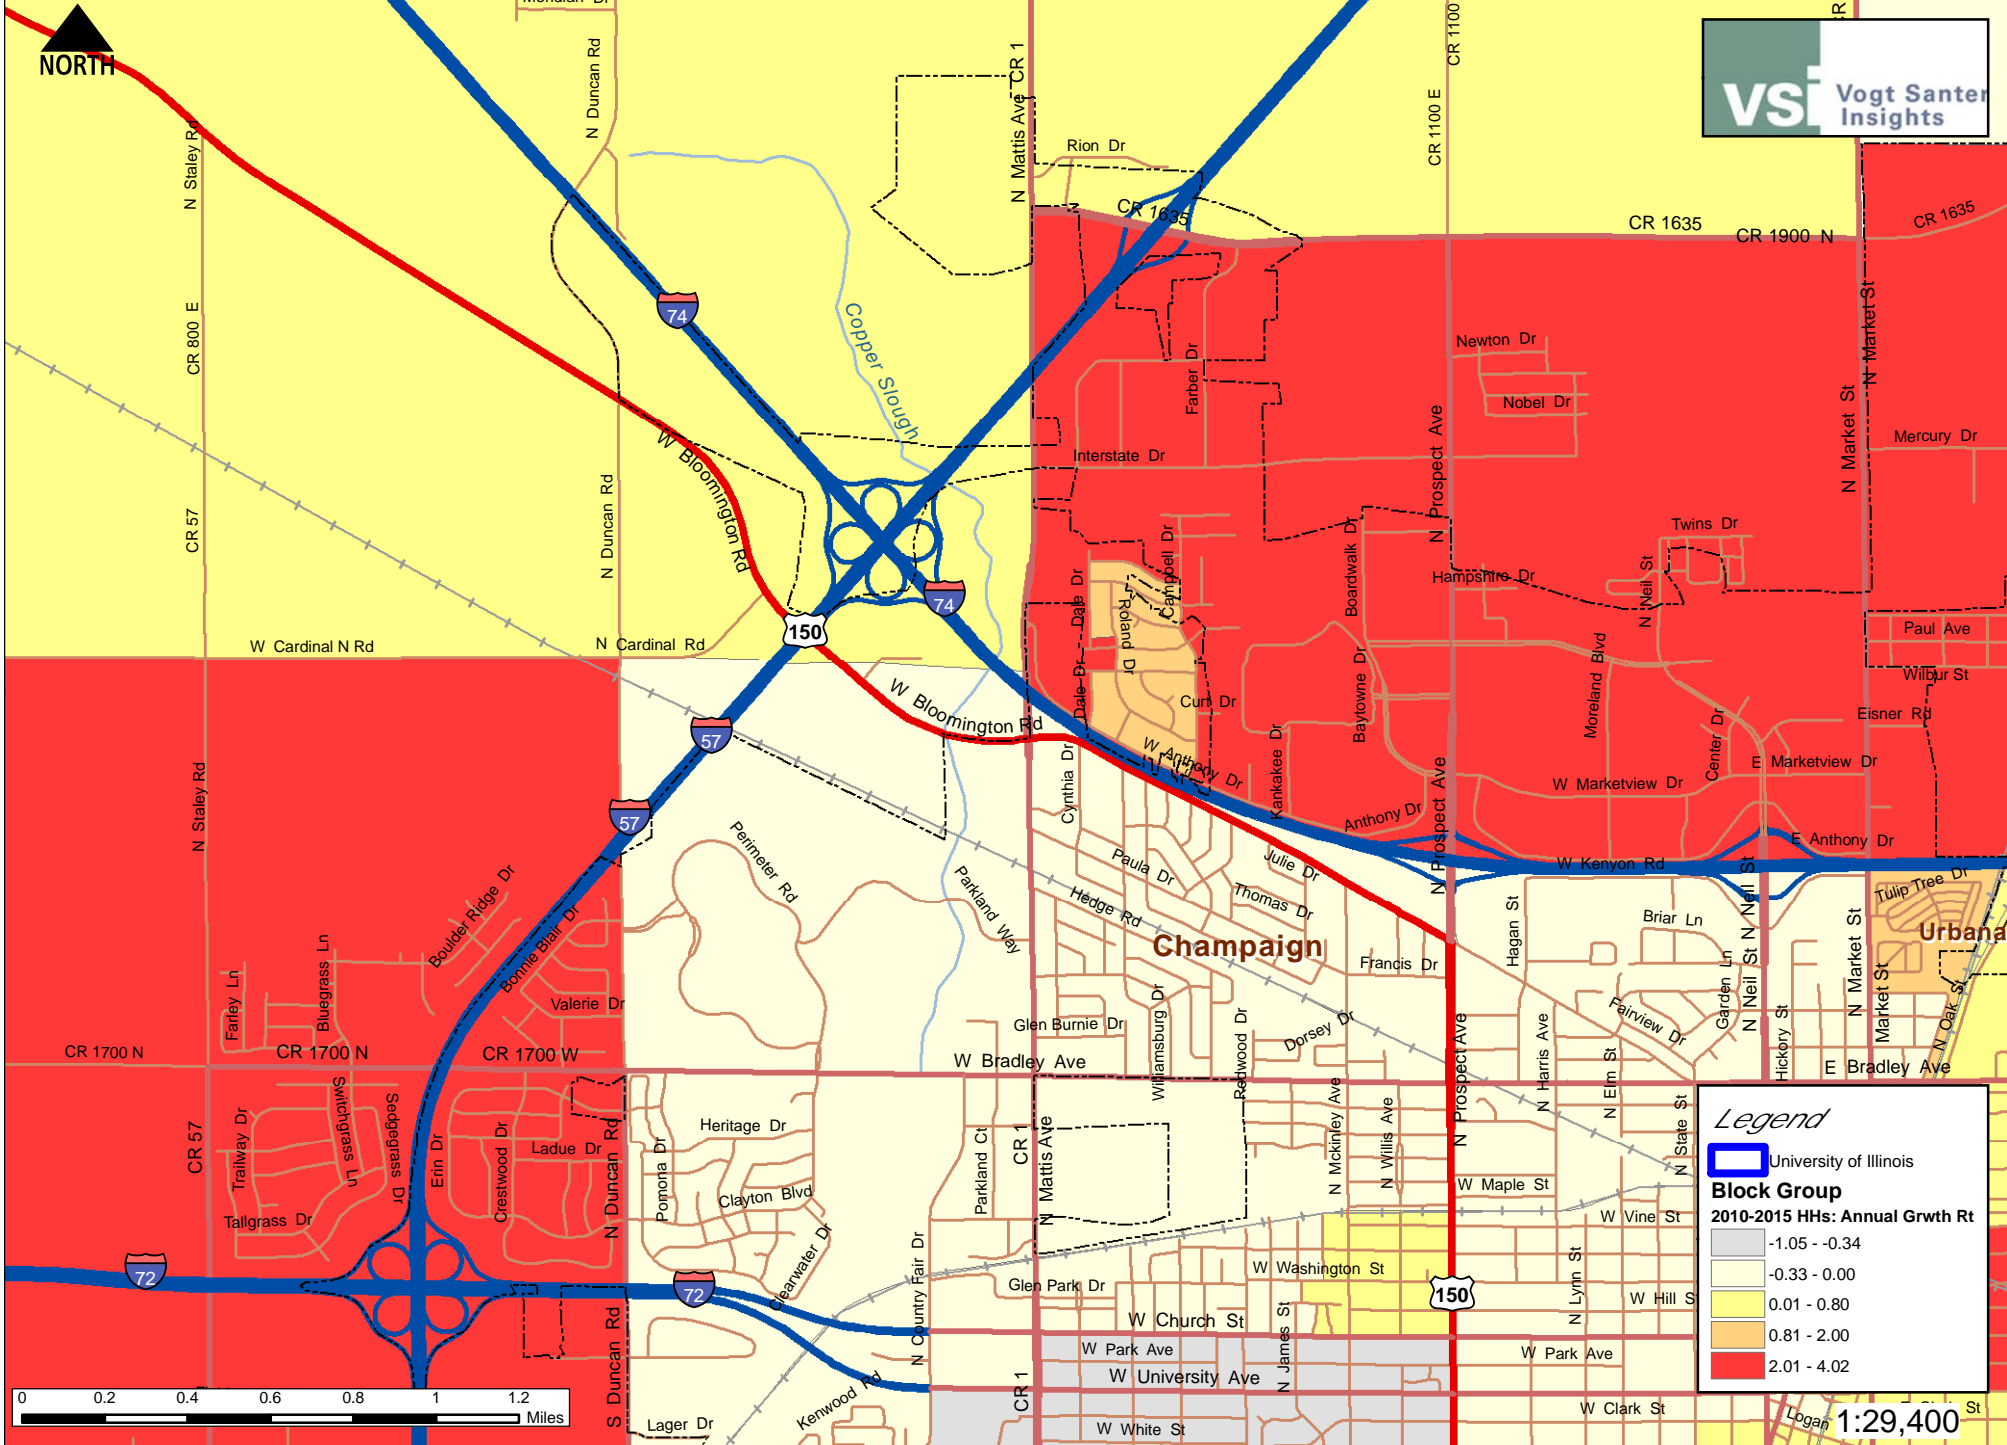 Meridian Dr
NORTH
N Duncan Rd
N Mattis Ave CR 1
CR 1100 E
CR 1100
CR
VSi Vogt Santer
Insights
N Staley Rd
Rion Dr
CR 1635
CR 1635
CR 1900 N
CR 1635
CR 800 E
74
Copper Slough
Farber Dr
Newton Dr
Nobel Dr
N Market St
N Market St
Mercury Dr
W Bloomington Rd
Interstate Dr
N Prospect Ave
CR 57
N Duncan Rd
Campbell Dr
Boardwalk Dr
Twins Dr
Hampshire Dr
N Neil St
74
150
Dale Dr
Roland Dr
Paul Ave
W Cardinal N Rd
N Cardinal Rd
Wilbur St
Dale Dr
Curt Dr
Baytowne Dr
Moreland Blvd
W Bloomington Rd
Eisner Rd
57
W Anthony Dr
Kankakee Dr
Center Dr
E Marketview Dr
W Marketview Dr
N Staley Rd
Cynthia Dr
N Prospect Ave
57
Anthony Dr
E Anthony Dr
Perimeter Rd
Paula Dr
Julie Dr
W Kenyon Rd
Boulder Ridge Dr
Parkland Way
Hedge Rd
Thomas Dr
Tulip Tree Dr
Bonnie Blair Dr
Champaign
Hagan St
Briar Ln
N Neil St N Neil St
Urbana
Farley Ln
Bluegrass Ln
Valerie Dr
Francis Dr
Garden Ln
N Market St
Market St
Glen Burnie Dr
Williamsburg Dr
Redwood Dr
Dorsey Dr
Fairview Dr
Hickory St
N Oak St
CR 1700 N
CR 1700 N
CR 1700 W
W Bradley Ave
E Bradley Ave
N Prospect Ave
N Harris Ave
N Elm St
CR 57
Trailway Dr
Switchgrass Ln
Sedgegrass Dr
Erin Dr
Crestwood Dr
Ladue Dr
N Duncan Rd
Pomona Dr
Heritage Dr
Clayton Blvd
Parkland Ct
CR 1
N Mattis Ave
N Mckinley Ave
N Willis Ave
W Maple St
N State St
Tallgrass Dr
W Vine St
72
72
Clearwater Dr
N Country Fair Dr
Glen Park Dr
W Washington St
150
N Lynn St
W Hill S
S Duncan Rd
W Church St
N James St
W Park Ave
W Park Ave
W University Ave
CR 1
Lager Dr
Kenwood Rd
W White St
W Clark St
Logan
St
Legend
University of Illinois
Block Group
2010-2015 HHs: Annual Grwth Rt
-1.05 - -0.34
-0.33 - 0.00
0.01 - 0.80
0.81 - 2.00
2.01 - 4.02
0 0.2 0.4 0.6 0.8 1 1.2
Miles
1:29,400